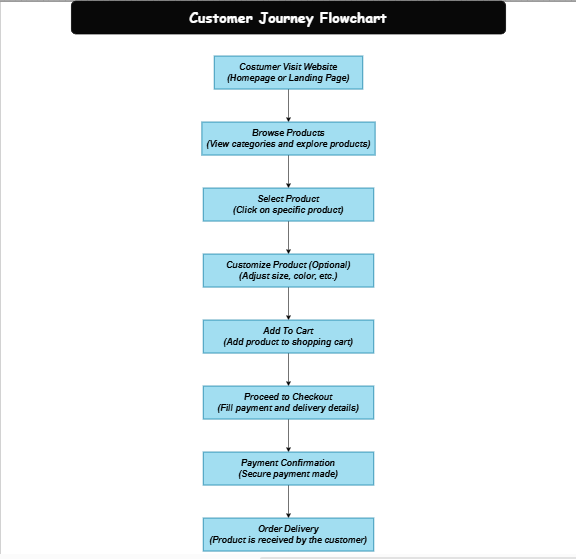 Customer Journey Flowchart
Costumer Visit Website
(Homepage or Landing Page)
Browse Products
(View categories and explore products)
Select Product
(Click on specific product)
Customize Product (Optional)
(Adjust size, color, etc.)
Add To Cart
(Add product to shopping cart)
Proceed to Checkout
(Fill payment and delivery details)
Payment Confirmation
(Secure payment made)
Order Delivery
(Product is received by the customer)